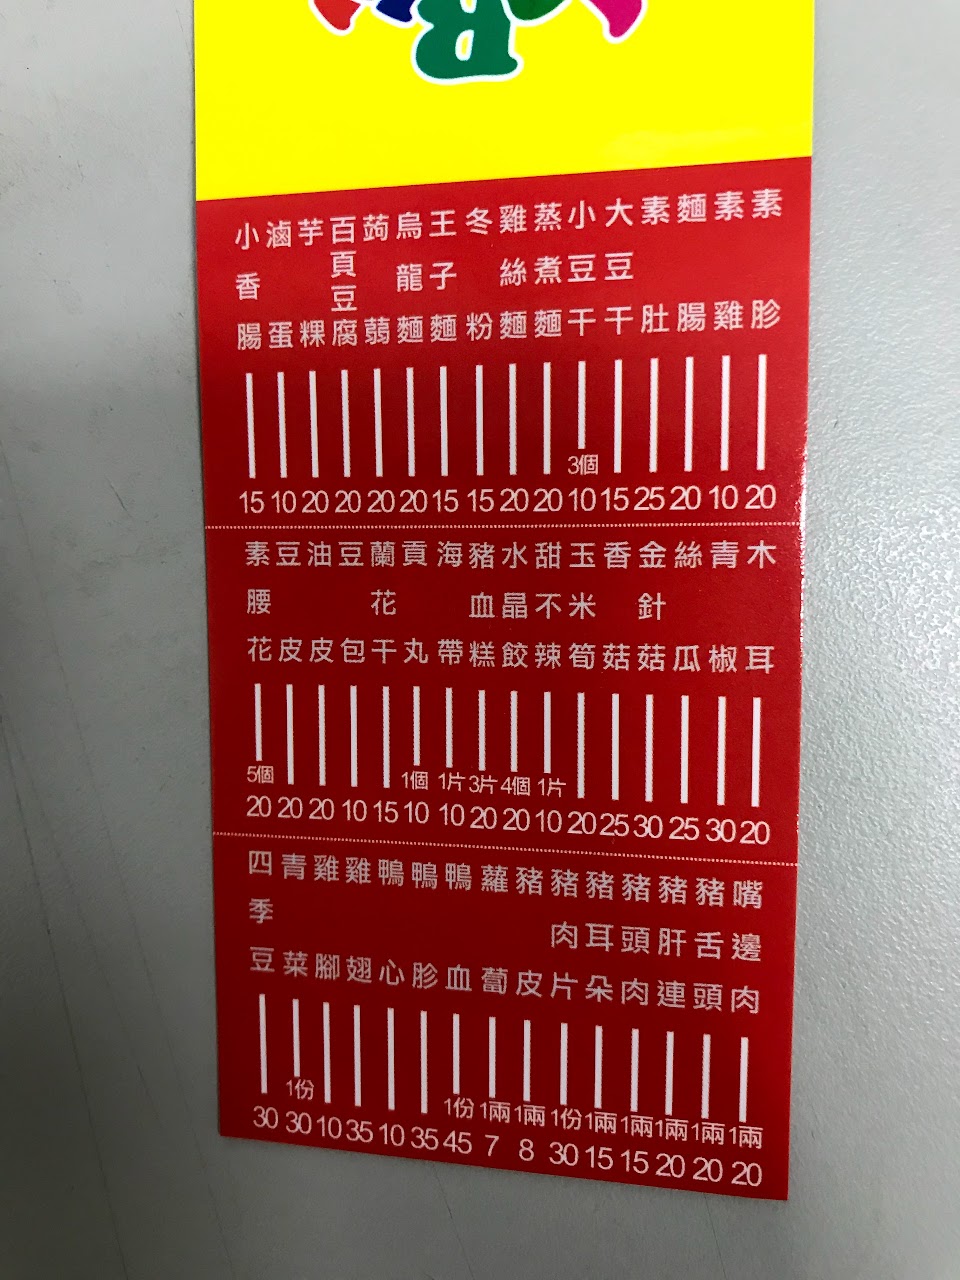 R
小香腸 15
滷蛋 10
芋粿 20
百頁豆腐 20
蒟蒻 20
烏龍麵 20
王子麵 15
冬粉 15
雞絲麵 20
蒸煮麵 20
小豆干 3個 10
大豆干 15
素肚 25
麵腸 20
素雞 10
素胗 20
素腰花 5個 20
豆皮 20
油皮 20
豆包 10
蘭花干 15
貢丸 1個 10
海帶 1片 10
豬血糕 3片 20
水晶餃 4個 20
甜不辣 1片 10
玉米筍 20
香菇 25
金針菇 30
絲瓜 25
青椒 30
木耳 20
四季豆 30
青菜 1份 30
雞腳 10
雞翅 35
鴨心 10
鴨胗 35
鴨血 1份 45
蘿蔔 1兩 7
豬皮 1兩 8
豬肉片 1份 30
豬耳朵 1兩 15
豬頭肉 1兩 15
豬肝連 1兩 20
豬舌頭 1兩 20
嘴邊肉 1兩 20